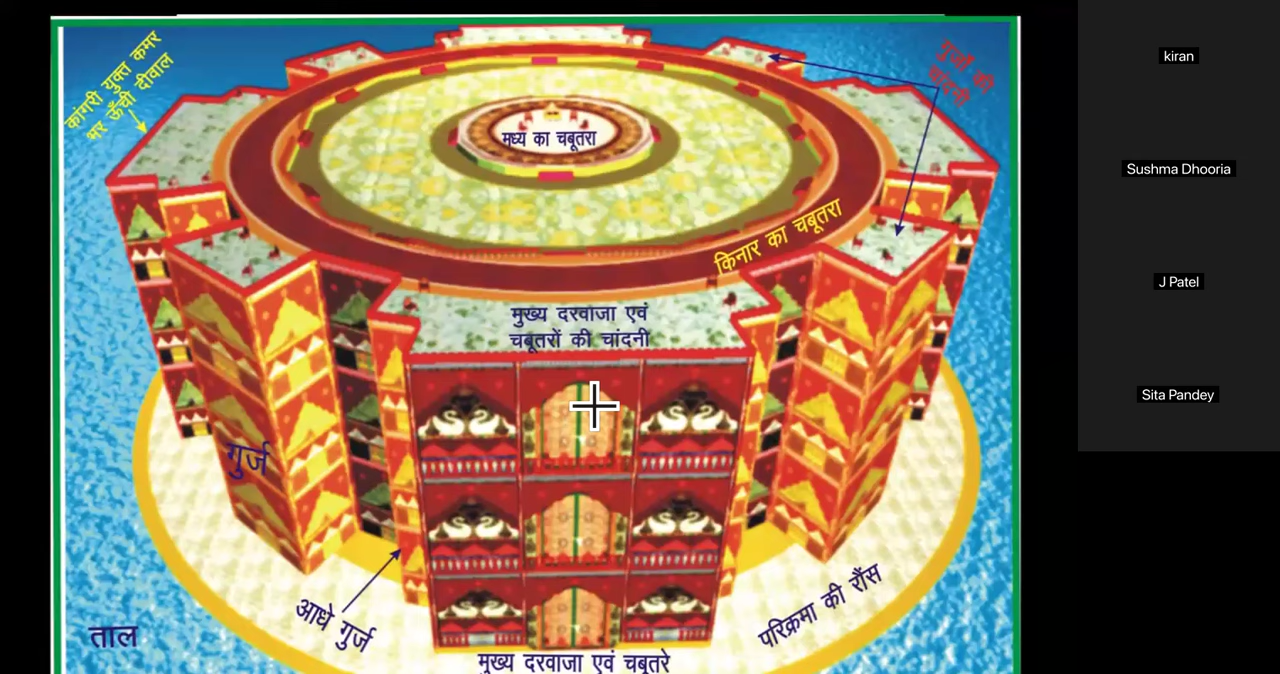 कांगरी युक्त कमर
भर ऊँची दीवाल
गुर्जों की
चांदनी
मध्य का चबूतरा
किनार का चबूतरा
मुख्य दरवाजा एवं
चबूतरों की चांदनी
गुर्ज
आधे गुर्ज
परिक्रमा की रौंस
ताल
मुख्य दरवाजा एवं चबूतरे
kiran
Sushma Dhooria
J Patel
Sita Pandey